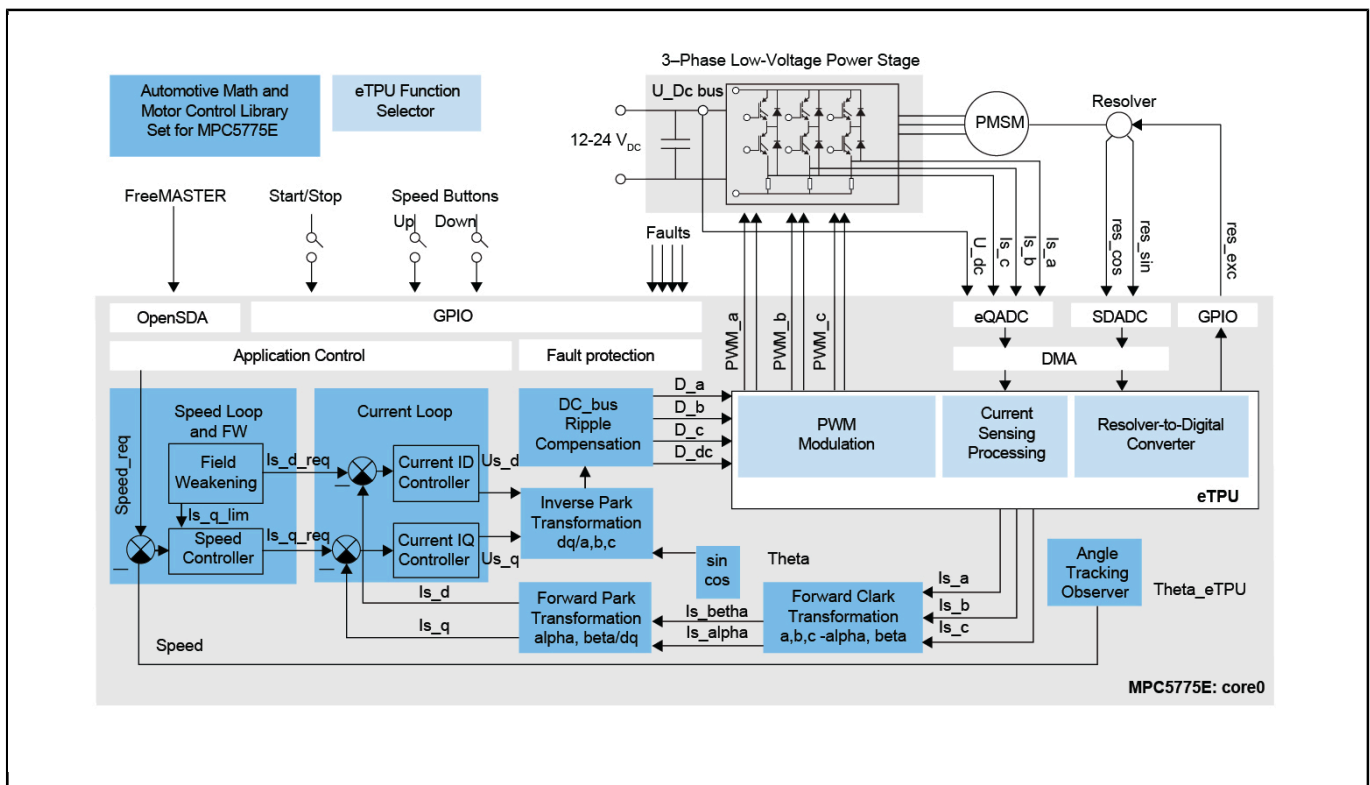 3–Phase Low-Voltage Power Stage
Automotive Math and
Motor Control Library
Set for MPC5775E
eTPU Function
Selector
U_Dc bus
12-24 V_DC
PMSM
Resolver
FreeMASTER
Start/Stop
Speed Buttons
Up
Down
Faults
U_dc
Is_c
Is_b
Is_a
res_cos
res_sin
res_exc
OpenSDA
GPIO
PWM_a
PWM_b
PWM_c
eQADC
SDADC
GPIO
Application Control
Fault protection
DMA
Speed Loop
and FW
Current Loop
DC_bus
Ripple
Compensation
D_a
D_b
D_c
D_dc
PWM
Modulation
Current
Sensing
Processing
Resolver-to-Digital
Converter
eTPU
Speed_req
Field
Weakening
Is_d_req
Current ID
Controller
Us_d
Is_q_lim
Speed
Controller
Is_q_req
Current IQ
Controller
Us_q
Inverse Park
Transformation
dq/a,b,c
sin
cos
Theta
Is_d
Is_q
Forward Park
Transformation
alpha, beta/dq
Is_betha
Is_alpha
Forward Clark
Transformation
a,b,c -alpha, beta
Is_a
Is_b
Is_c
Angle
Tracking
Observer
Theta_eTPU
Speed
MPC5775E: core0